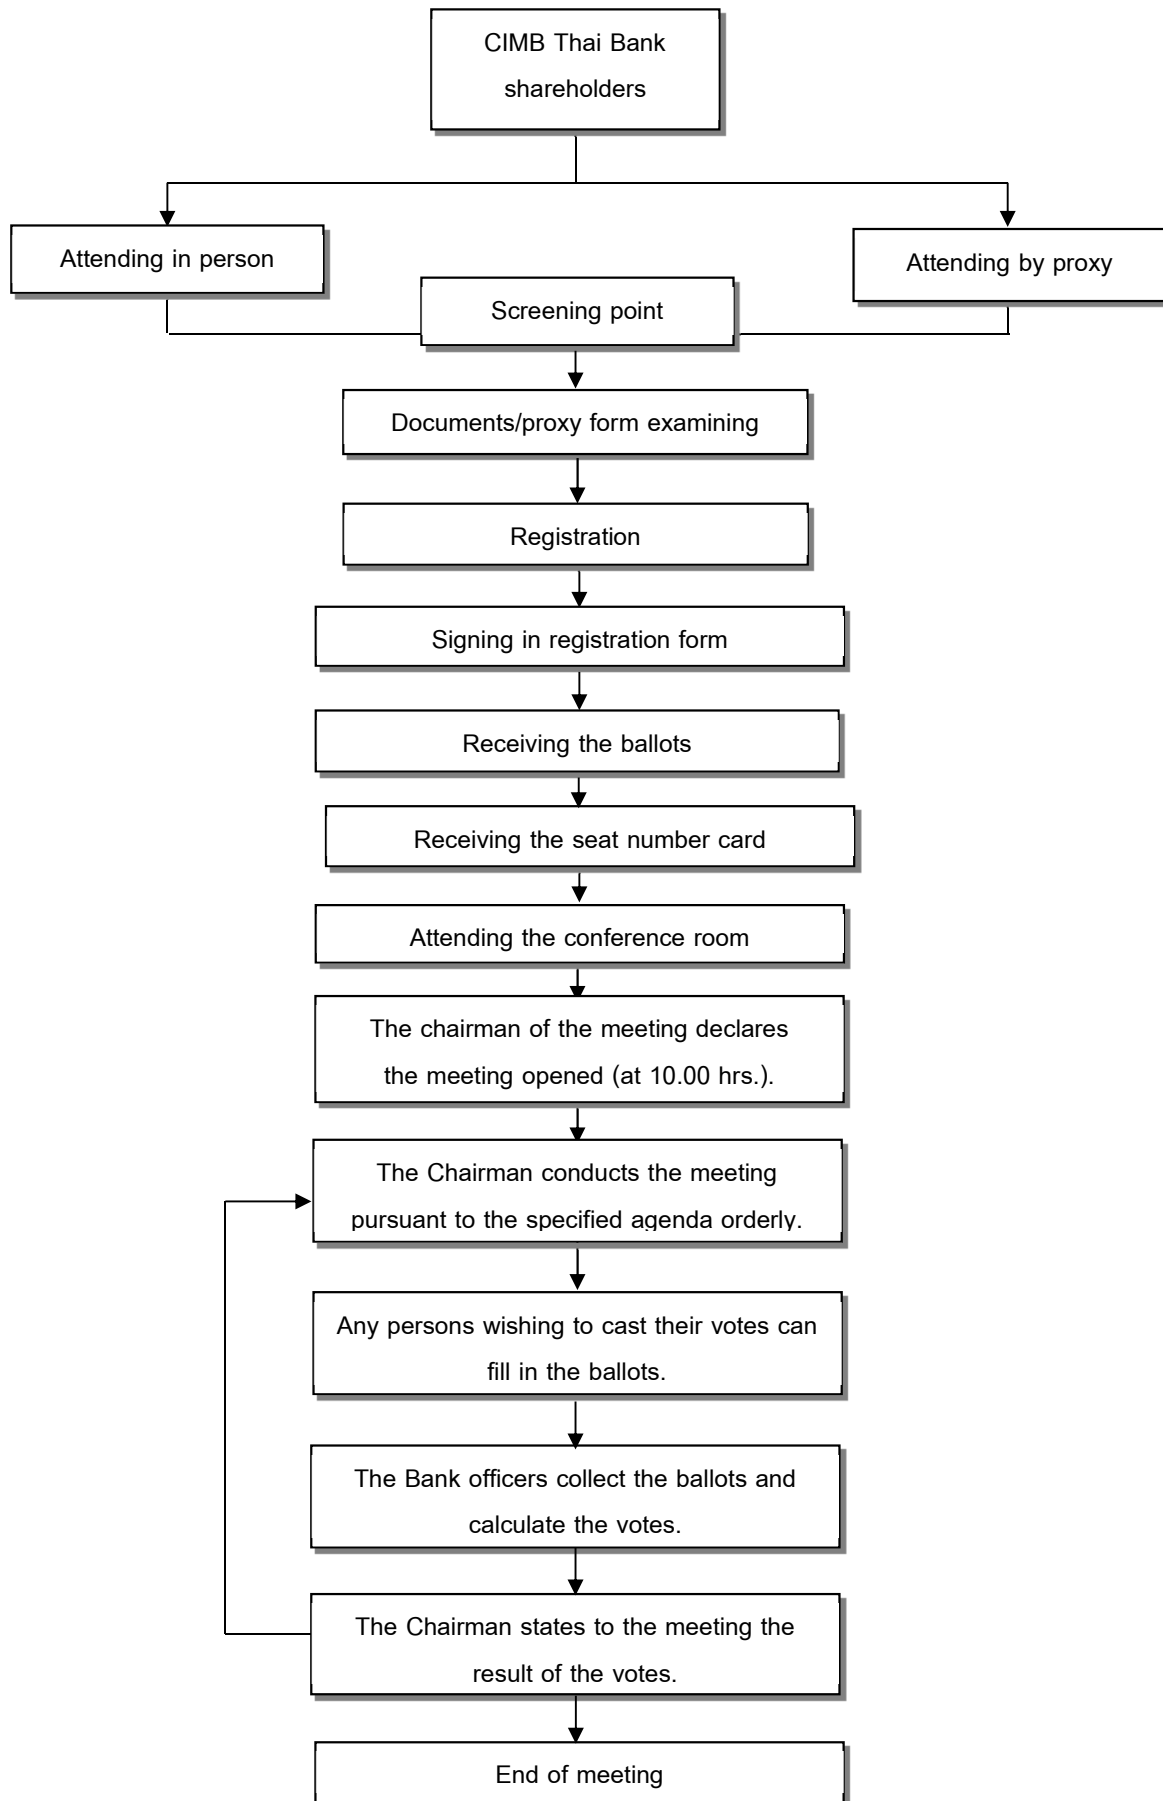 CIMB Thai Bank
shareholders
Attending in person
Attending by proxy
Screening point
Documents/proxy form examining
Registration
Signing in registration form
Receiving the ballots
Receiving the seat number card
Attending the conference room
The chairman of the meeting declares
the meeting opened (at 10.00 hrs.).
The Chairman conducts the meeting
pursuant to the specified agenda orderly.
Any persons wishing to cast their votes can
fill in the ballots.
The Bank officers collect the ballots and
calculate the votes.
The Chairman states to the meeting the
result of the votes.
End of meeting